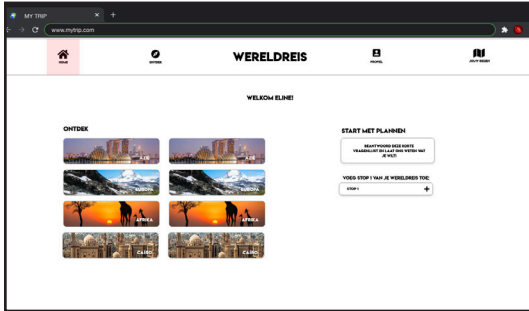 MY TRIP
www.mytrip.com
HOME
ONTDEK
WERELDREIS
PROFIEL
JOUW REIZEN
WELKOM ELINE!
ONTDEK
START MET PLANNEN
BEANTWOORD DEZE KORTE
VRAGENLIJST EN LAAT ONS WETEN WAT
JE WILT!
AZIË
AZIË
EUROPA
EUROPA
VOEG STOP 1 VAN JE WERELDREIS TOE:
STOP 1
AFRIKA
AFRIKA
CAIRO
CAIRO